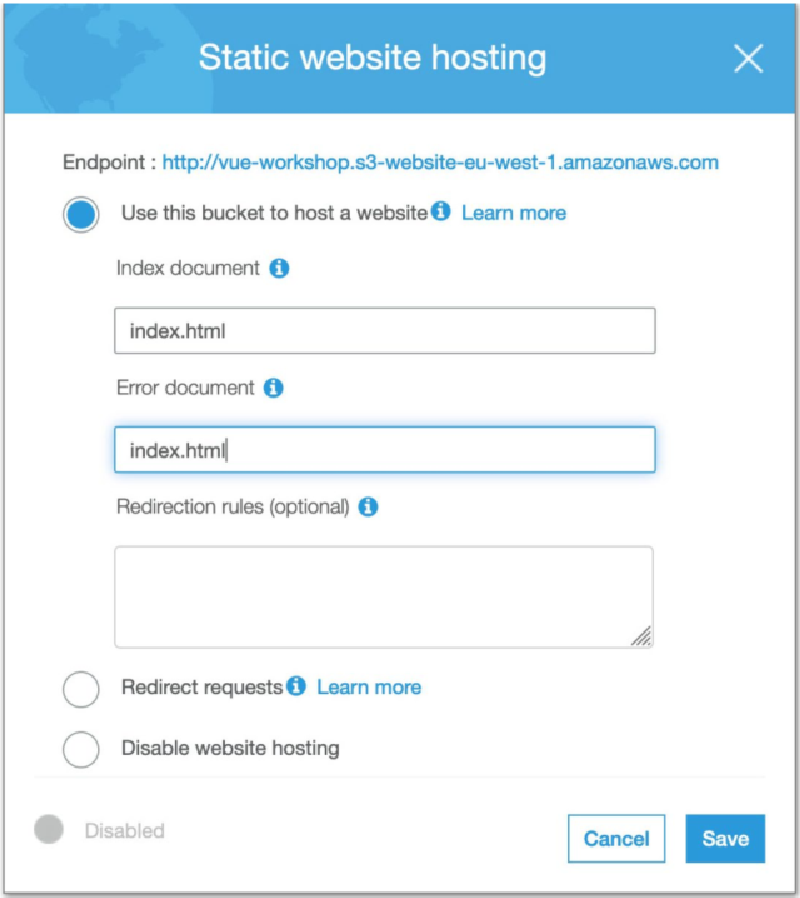 Static website hosting
Endpoint : http://vue-workshop.s3-website-eu-west-1.amazonaws.com
Use this bucket to host a website Learn more
Index document
index.html
Error document
index.html
Redirection rules (optional)
Redirect requests Learn more
Disable website hosting
Disabled
Cancel Save